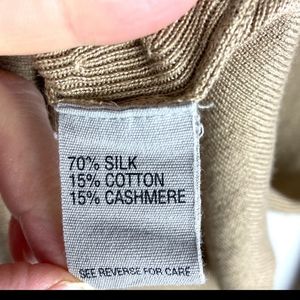 70% SILK
15% COTTON
15% CASHMERE
SEE REVERSE FOR CARE